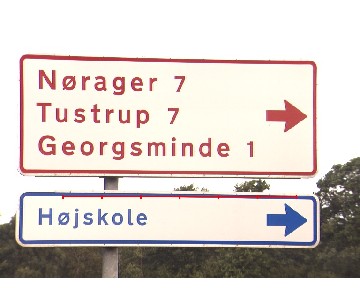 Nørager 7
Tustrup 7
Georgsminde 1
Højskole